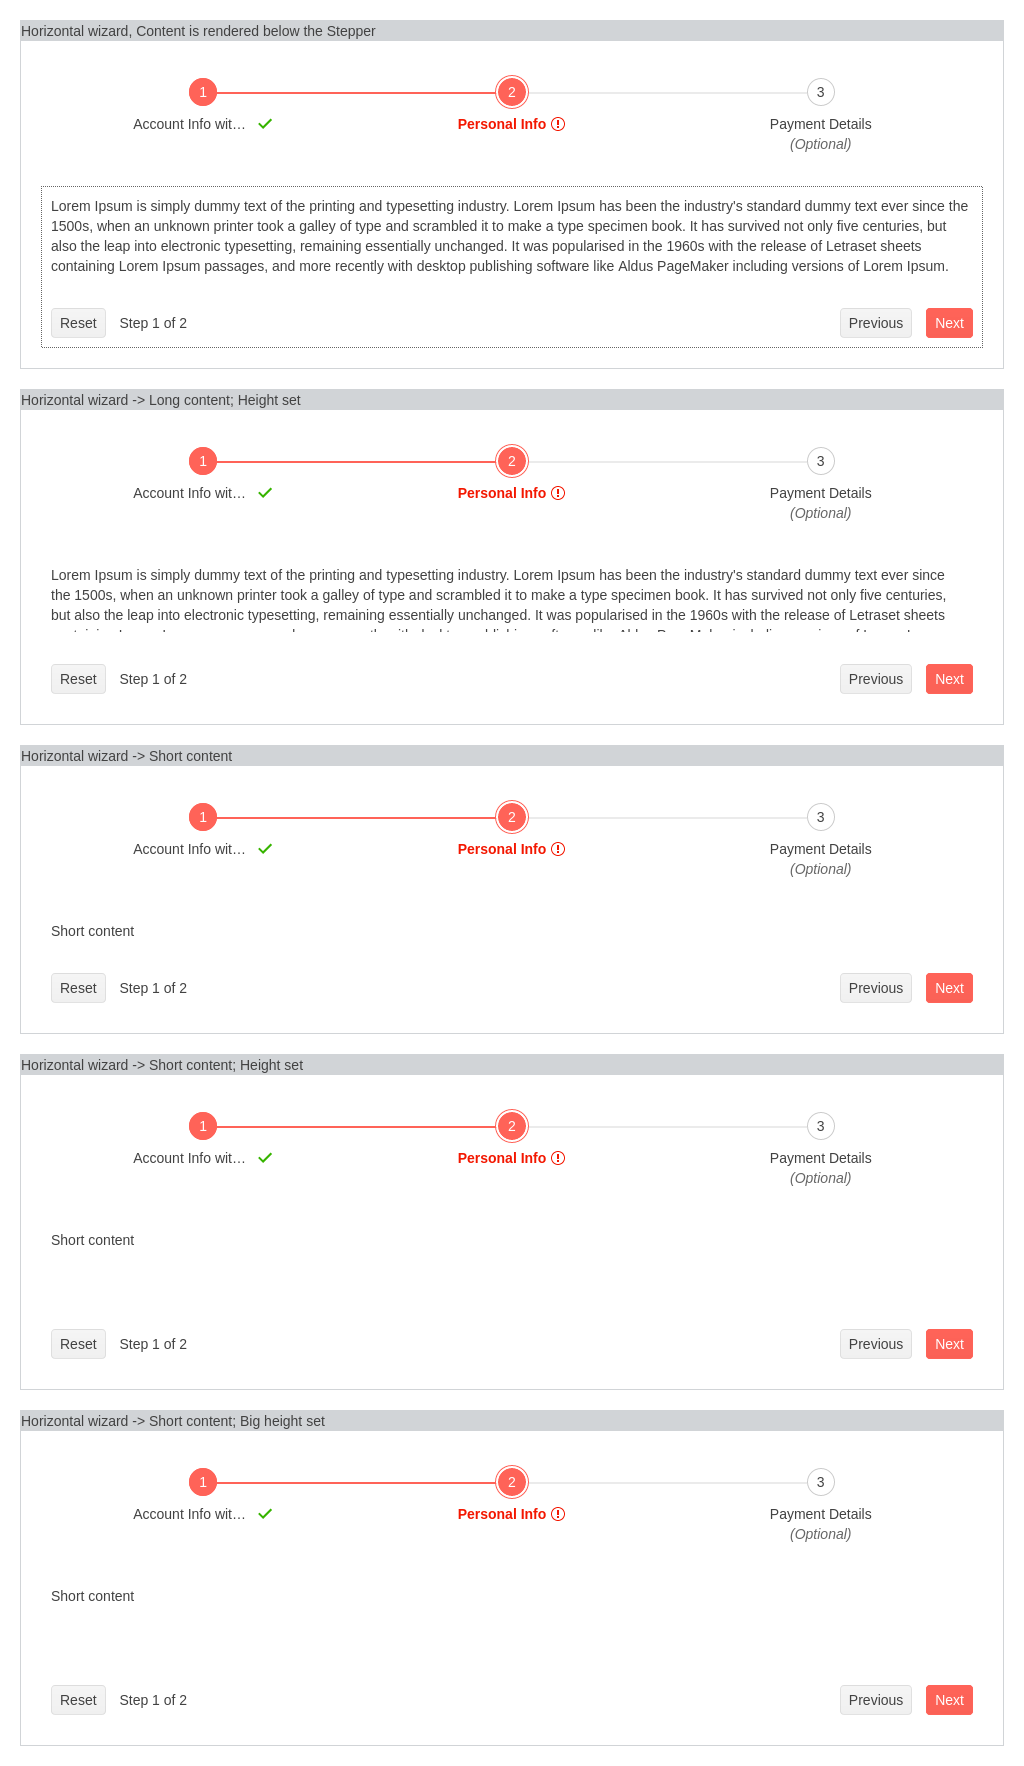 Horizontal wizard, Content is rendered below the Stepper
1 2 3
Account Info wit… Personal Info Payment Details
(Optional)
Lorem Ipsum is simply dummy text of the printing and typesetting industry. Lorem Ipsum has been the industry's standard dummy text ever since the
1500s, when an unknown printer took a galley of type and scrambled it to make a type specimen book. It has survived not only five centuries, but
also the leap into electronic typesetting, remaining essentially unchanged. It was popularised in the 1960s with the release of Letraset sheets
containing Lorem Ipsum passages, and more recently with desktop publishing software like Aldus PageMaker including versions of Lorem Ipsum.
Reset Step 1 of 2 Previous Next
Horizontal wizard -> Long content; Height set
1 2 3
Account Info wit… Personal Info Payment Details
(Optional)
Lorem Ipsum is simply dummy text of the printing and typesetting industry. Lorem Ipsum has been the industry's standard dummy text ever since
the 1500s, when an unknown printer took a galley of type and scrambled it to make a type specimen book. It has survived not only five centuries,
but also the leap into electronic typesetting, remaining essentially unchanged. It was popularised in the 1960s with the release of Letraset sheets
Reset Step 1 of 2 Previous Next
Horizontal wizard -> Short content
1 2 3
Account Info wit… Personal Info Payment Details
(Optional)
Short content
Reset Step 1 of 2 Previous Next
Horizontal wizard -> Short content; Height set
1 2 3
Account Info wit… Personal Info Payment Details
(Optional)
Short content
Reset Step 1 of 2 Previous Next
Horizontal wizard -> Short content; Big height set
1 2 3
Account Info wit… Personal Info Payment Details
(Optional)
Short content
Reset Step 1 of 2 Previous Next